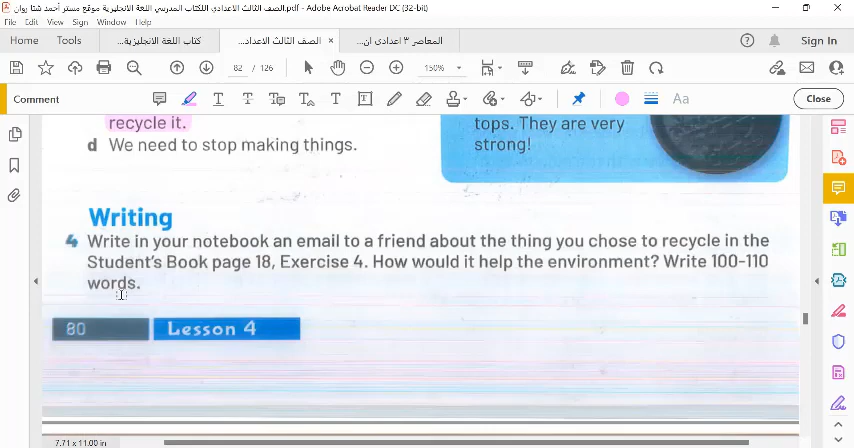 الصف الثالث الاعدادي اللكتاب المدرسي اللغة الانجليزية موقع مستر أحمد شتا روان.pdf - Adobe Acrobat Reader DC (32-bit)
File Edit View Sign Window Help
Home Tools كتاب اللغة الانجليزية... الصف الثالث الاعداد... × المعاصر ٣ اعدادى ان... Sign In
82 / 126 150%
Comment Close
recycle it.
d We need to stop making things.
tops. They are very
strong!
Writing
4 Write in your notebook an email to a friend about the thing you chose to recycle in the
Student's Book page 18, Exercise 4. How would it help the environment? Write 100-110
words.
80 Lesson 4
7.71 x 11.00 in